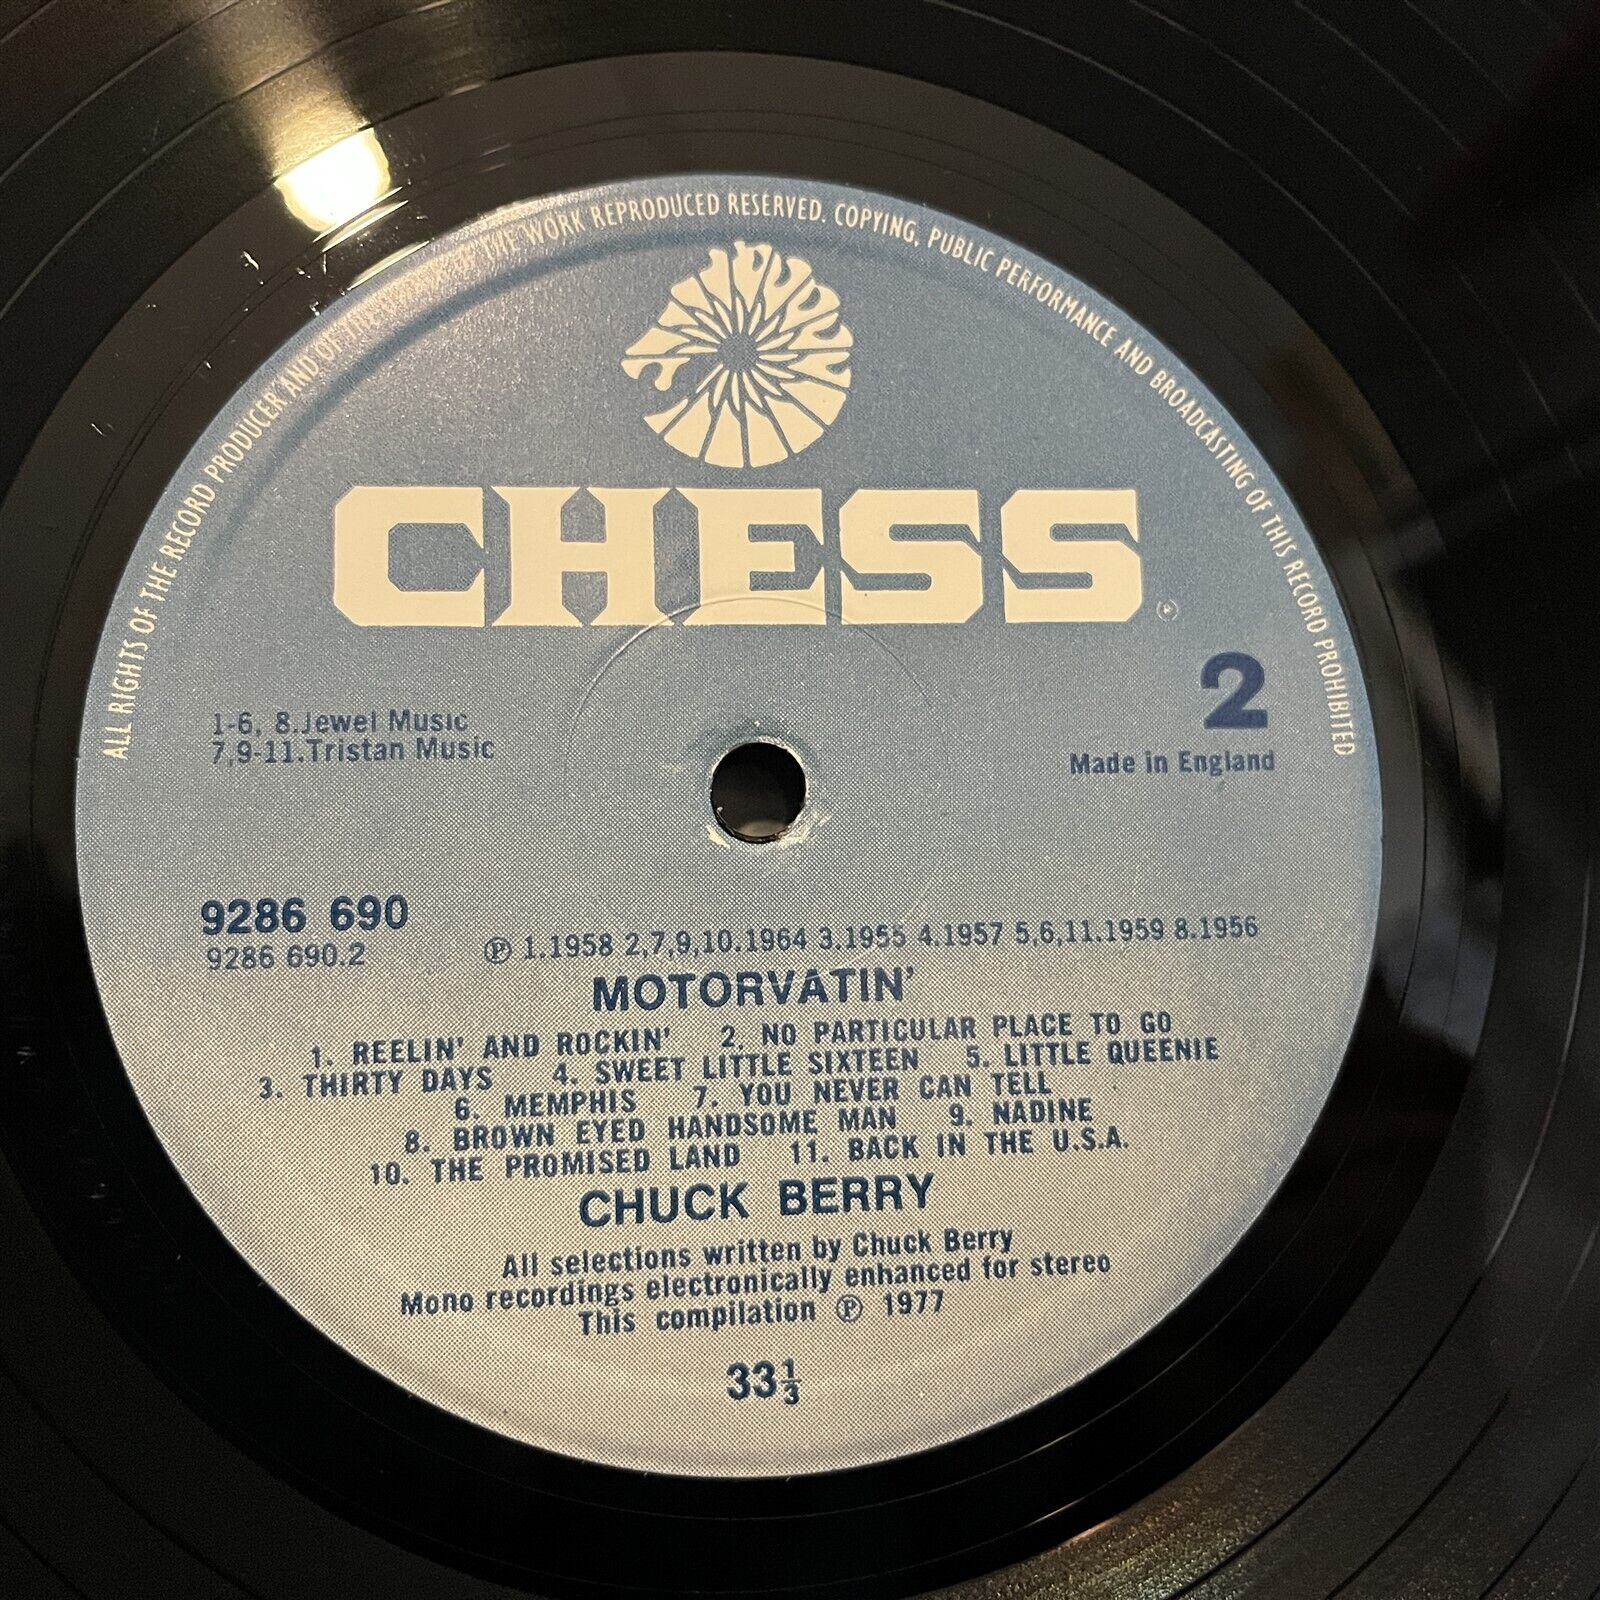 ALL RIGHTS OF THE RECORD PRODUCER AND OF THE OWNER OF THE WORK REPRODUCED RESERVED. COPYING, PUBLIC PERFORMANCE AND BROADCASTING OF THIS RECORD PROHIBITED
CHESS®
2
1-6, 8.Jewel Music
7,9-11.Tristan Music
Made in England
9286 690
9286 690.2
℗ 1.1958 2,7,9,10.1964 3.1955 4.1957 5,6,11.1959 8.1956
MOTORVATIN'
1. REELIN' AND ROCKIN' 2. NO PARTICULAR PLACE TO GO
3. THIRTY DAYS 4. SWEET LITTLE SIXTEEN 5. LITTLE QUEENIE
6. MEMPHIS 7. YOU NEVER CAN TELL
8. BROWN EYED HANDSOME MAN 9. NADINE
10. THE PROMISED LAND 11. BACK IN THE U.S.A.
CHUCK BERRY
All selections written by Chuck Berry
Mono recordings electronically enhanced for stereo
This compilation ℗ 1977
33⅓